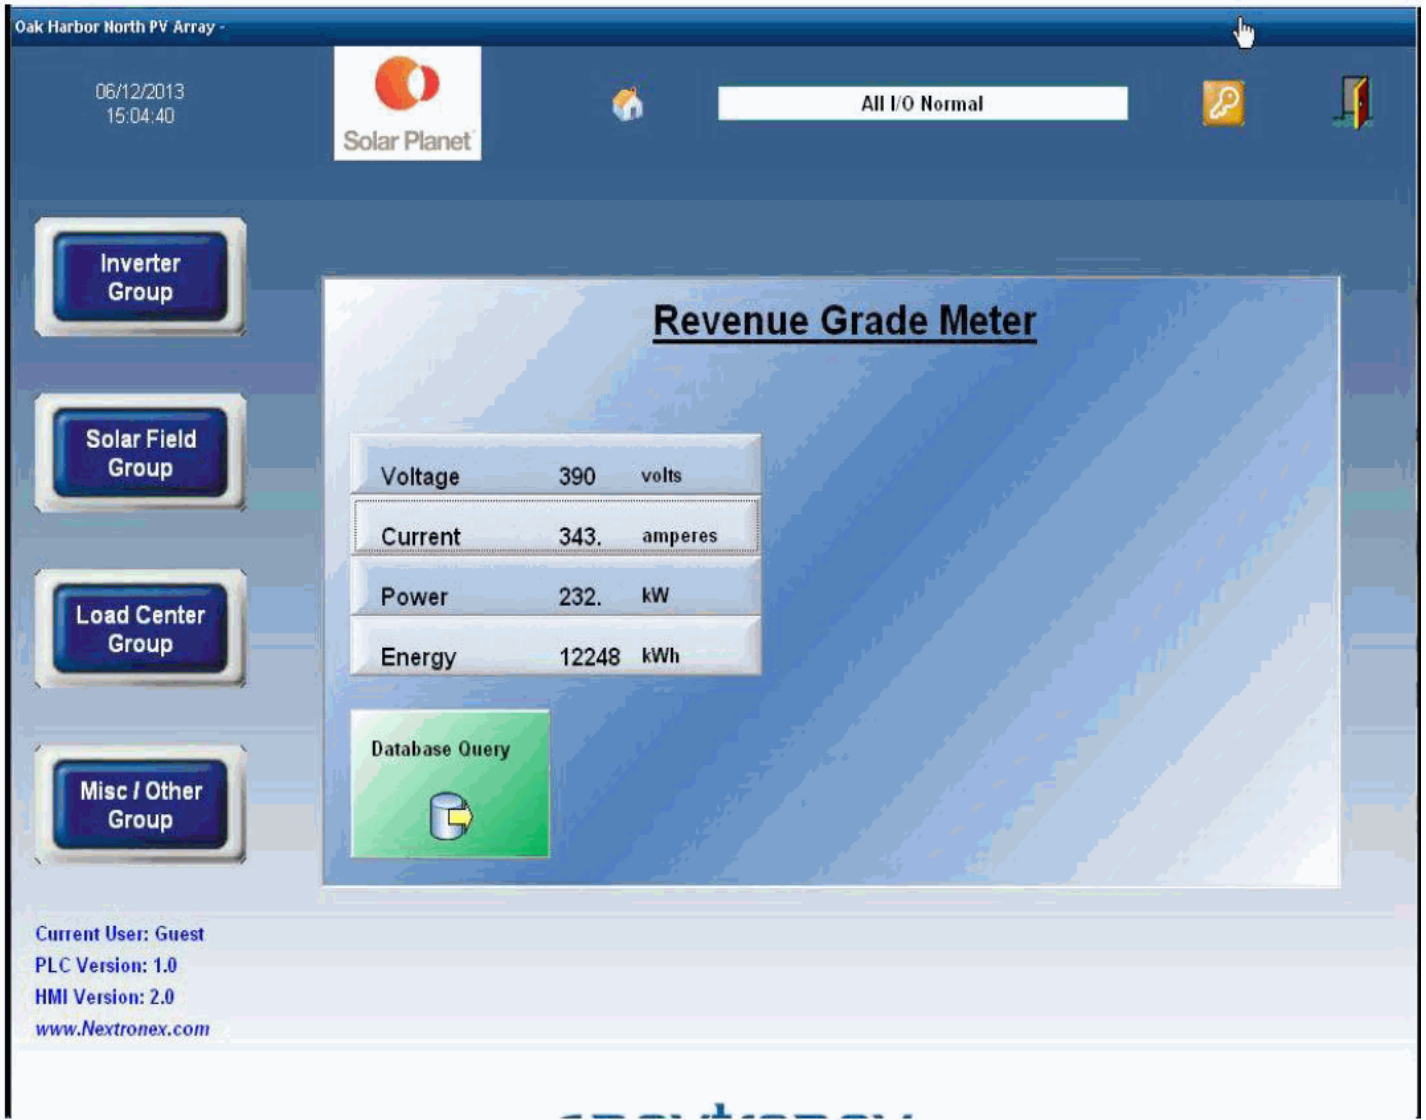 Oak Harbor North PV Array -
06/12/2013
15:04:40
Solar Planet
All I/O Normal
Inverter
Group
Solar Field
Group
Load Center
Group
Misc / Other
Group
Revenue Grade Meter
Voltage 390 volts
Current 343. amperes
Power 232. kW
Energy 12248 kWh
Database Query
Current User: Guest
PLC Version: 1.0
HMI Version: 2.0
www.Nextronex.com